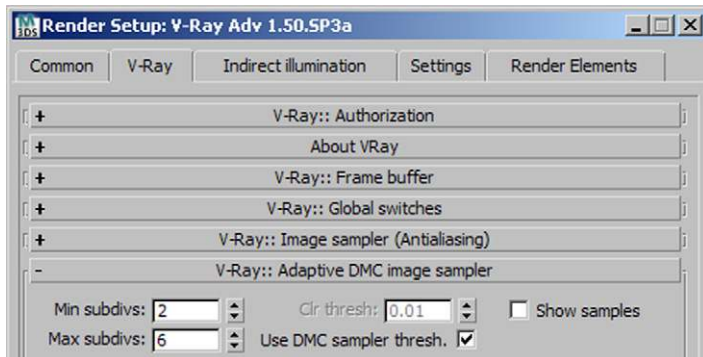 Render Setup: V-Ray Adv 1.50.SP3a
Common V-Ray Indirect illumination Settings Render Elements
+ V-Ray:: Authorization
+ About VRay
+ V-Ray:: Frame buffer
+ V-Ray:: Global switches
+ V-Ray:: Image sampler (Antialiasing)
- V-Ray:: Adaptive DMC image sampler
Min subdivs: 2 Clr thresh: 0.01 Show samples
Max subdivs: 6 Use DMC sampler thresh.